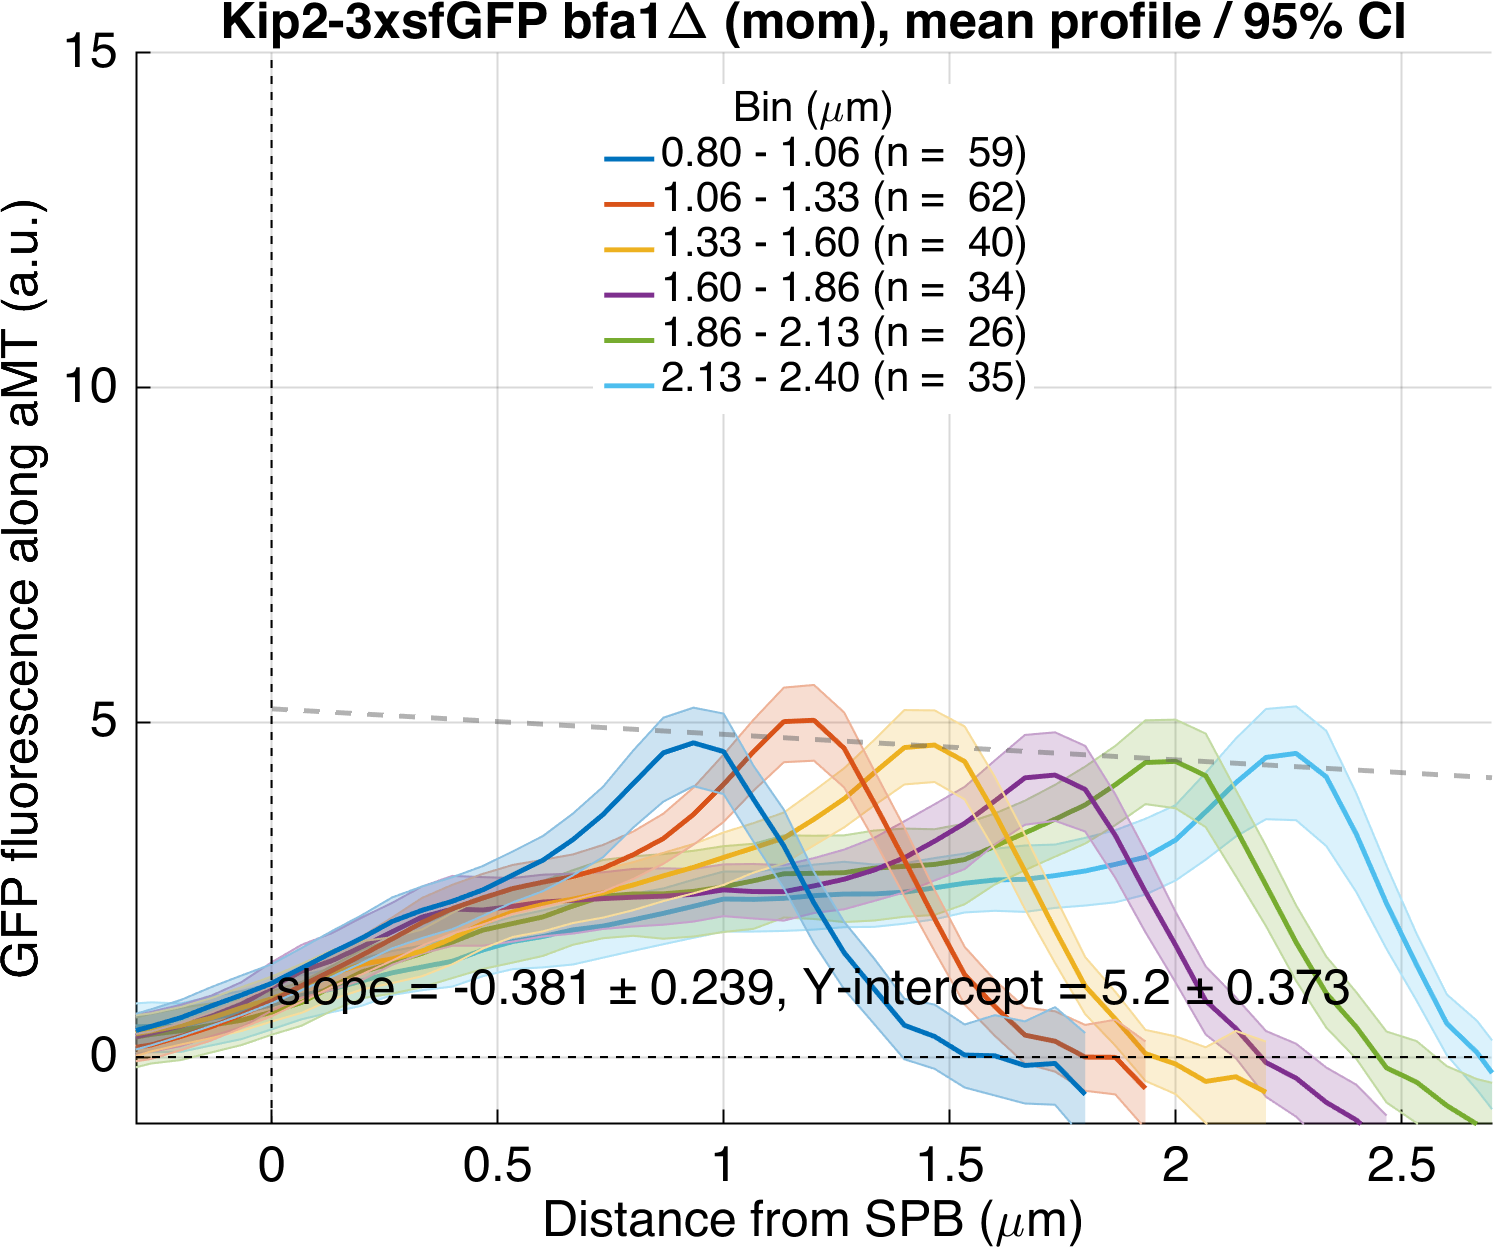 Kip2-3xsfGFP bfa1Δ (mom), mean profile / 95% CI
15
10
5
0
GFP fluorescence along aMT (a.u.)
Bin (μm)
0.80 - 1.06 (n =  59)
1.06 - 1.33 (n =  62)
1.33 - 1.60 (n =  40)
1.60 - 1.86 (n =  34)
1.86 - 2.13 (n =  26)
2.13 - 2.40 (n =  35)
slope = -0.381 ± 0.239, Y-intercept = 5.2 ± 0.373
0 0.5 1 1.5 2 2.5
Distance from SPB (μm)